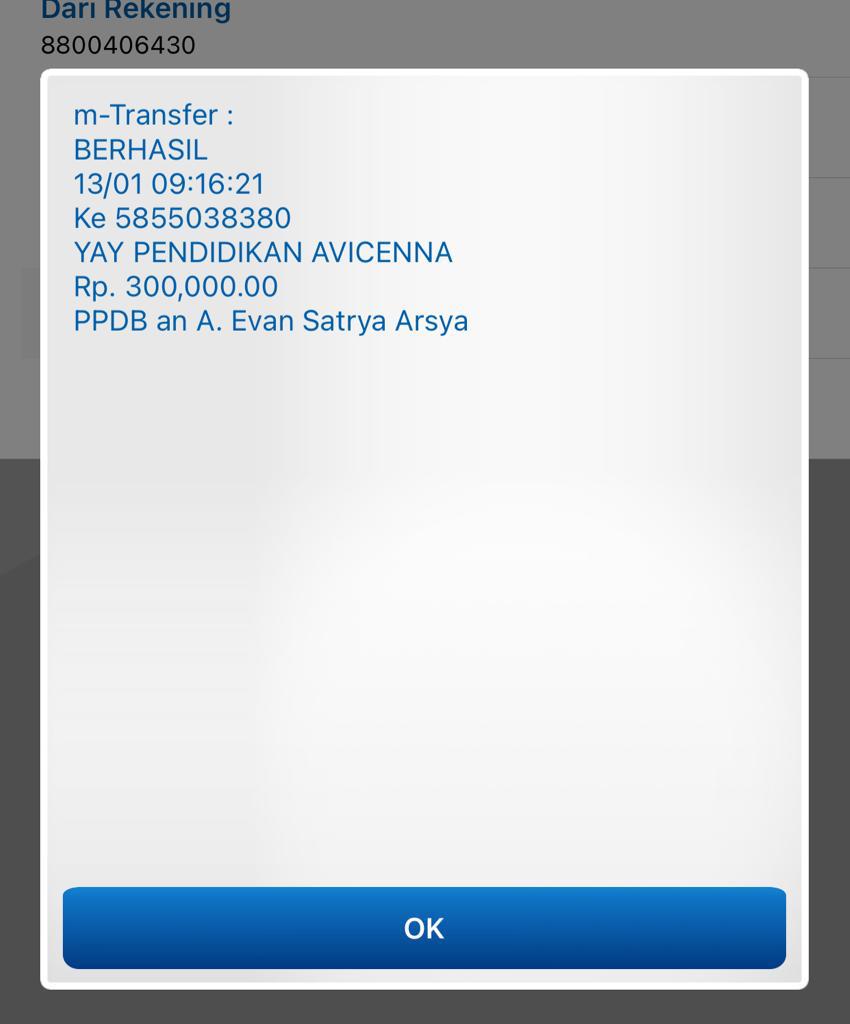 Dari Rekening
8800406430
m-Transfer :
BERHASIL
13/01 09:16:21
Ke 5855038380
YAY PENDIDIKAN AVICENNA
Rp. 300,000.00
PPDB an A. Evan Satrya Arsya
OK